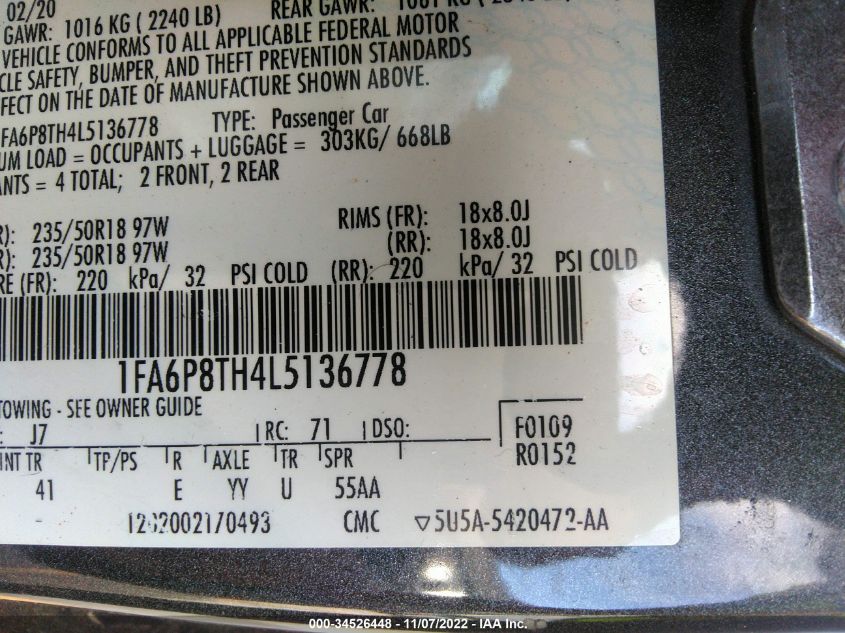 02/20 REAR GAWR:
GAWR: 1016 KG ( 2240 LB)
VEHICLE CONFORMS TO ALL APPLICABLE FEDERAL MOTOR
CLE SAFETY, BUMPER, AND THEFT PREVENTION STANDARDS
FFECT ON THE DATE OF MANUFACTURE SHOWN ABOVE.
FA6P8TH4L5136778 TYPE: Passenger Car
UM LOAD = OCCUPANTS + LUGGAGE = 303KG/ 668LB
ANTS = 4 TOTAL; 2 FRONT, 2 REAR
R): 235/50R18 97W RIMS (FR): 18x8.0J
R): 235/50R18 97W (RR): 18x8.0J
RE (FR): 220 kPa/ 32 PSI COLD (RR): 220 kPa/ 32 PSI COLD
1FA6P8TH4L5136778
TOWING - SEE OWNER GUIDE
: J7 RC: 71 DSO: F0109
R0152
INT TR TP/PS R AXLE TR SPR
41 E YY U 55AA
- CMC ▽5U5A-5420472-AA
000-34526448 - 11/07/2022 - IAA Inc.